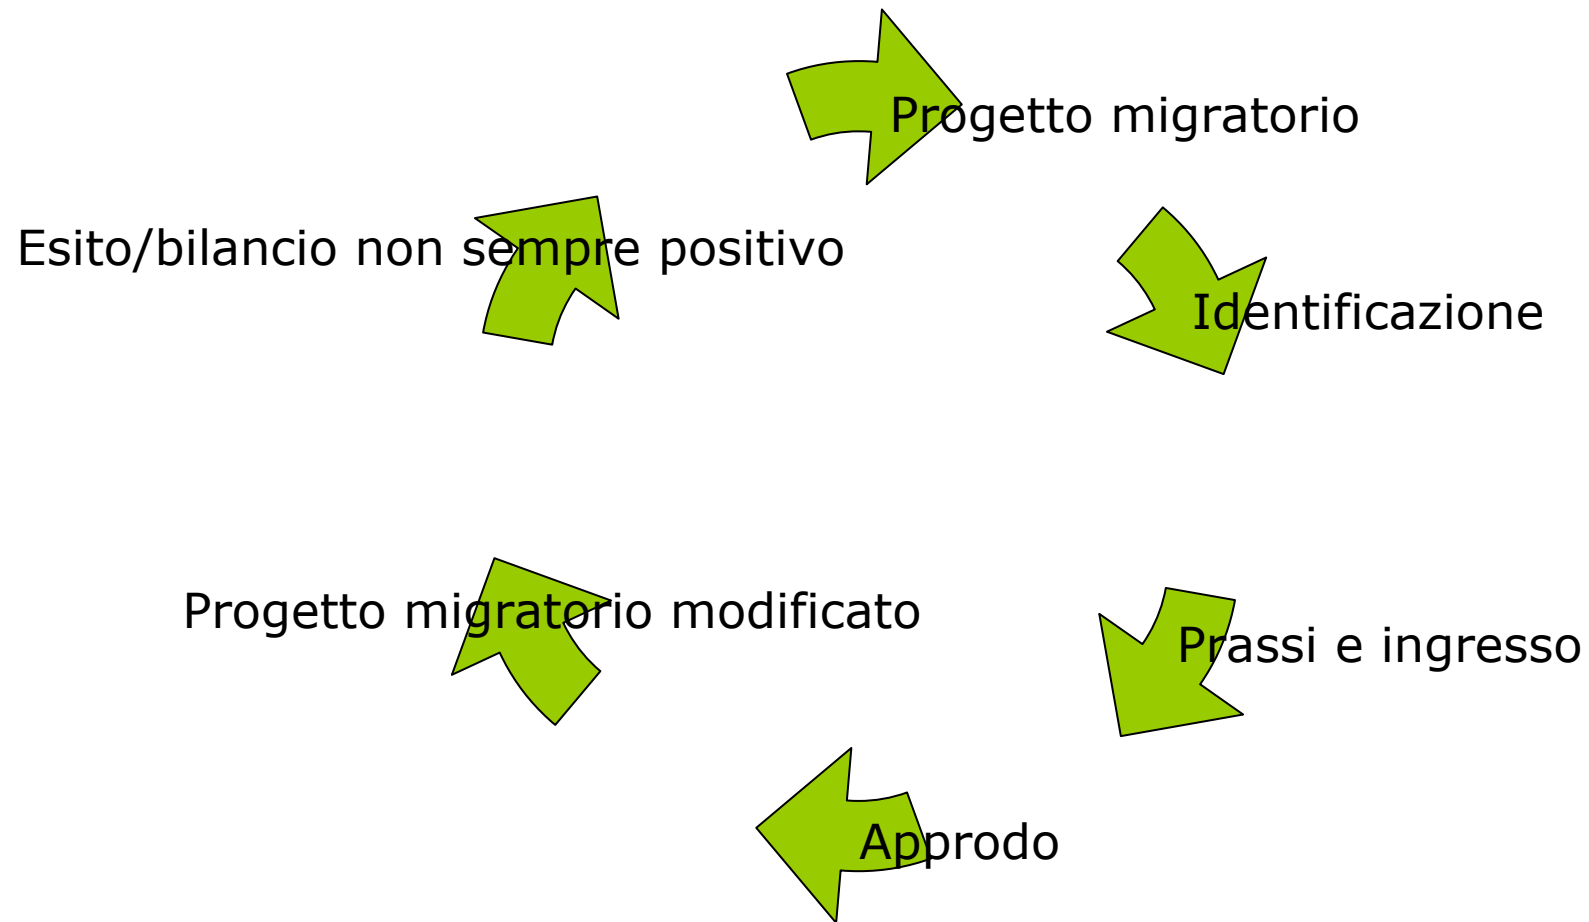 Progetto migratorio
Esito/bilancio non sempre positivo
Identificazione
Progetto migratorio modificato
Prassi e ingresso
Approdo